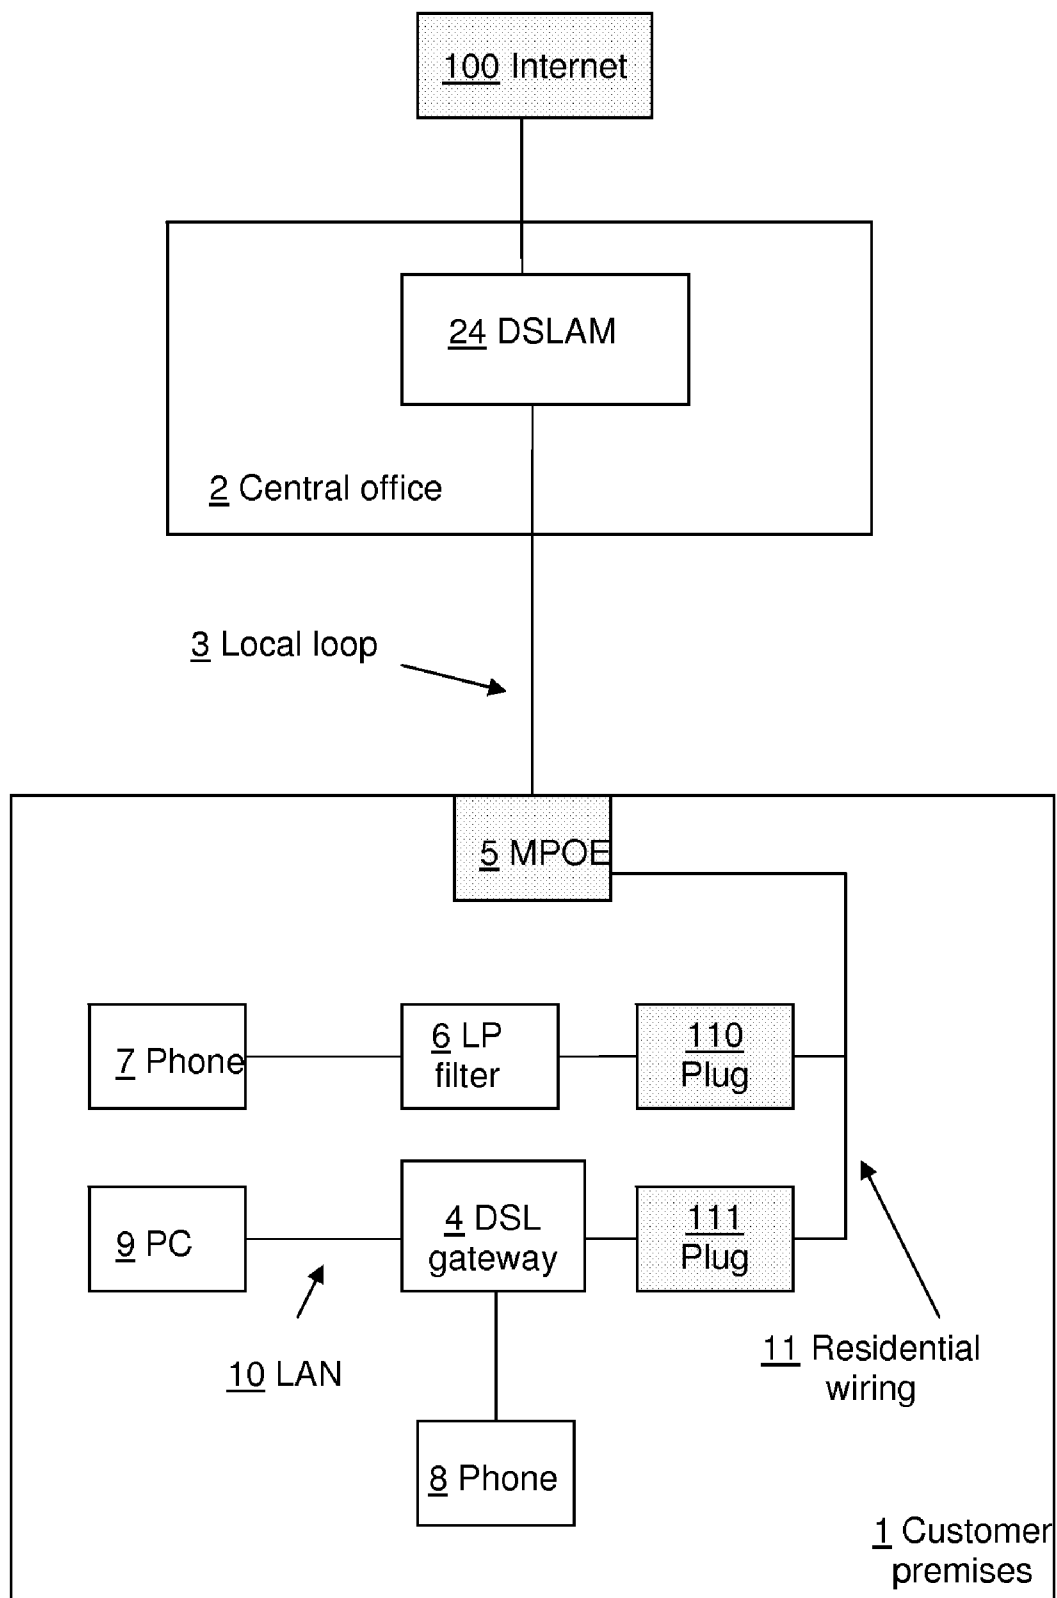 100 Internet
24 DSLAM
2 Central office
3 Local loop
5 MPOE
7 Phone
6 LP
filter
110
Plug
9 PC
4 DSL
gateway
111
Plug
10 LAN
11 Residential
wiring
8 Phone
1 Customer
premises